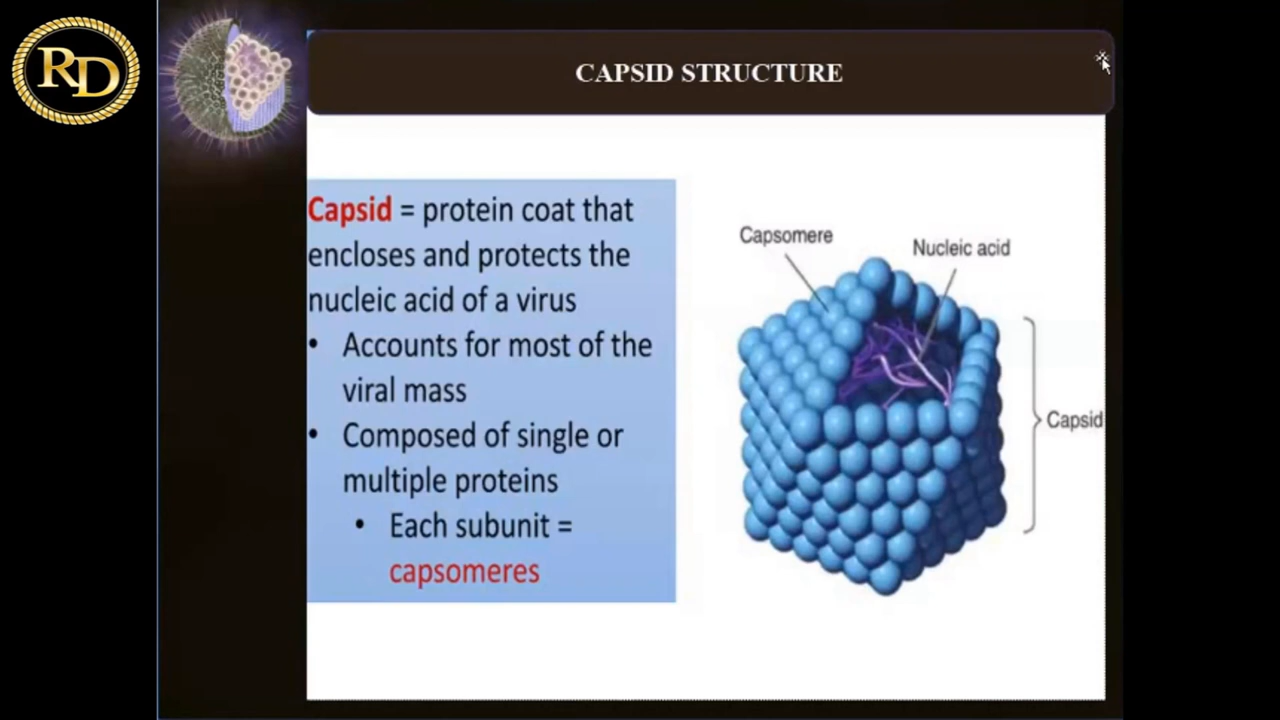 RD
CAPSID STRUCTURE
Capsid = protein coat that
encloses and protects the
nucleic acid of a virus
• Accounts for most of the
viral mass
• Composed of single or
multiple proteins
• Each subunit =
capsomeres
Capsomere
Nucleic acid
Capsid